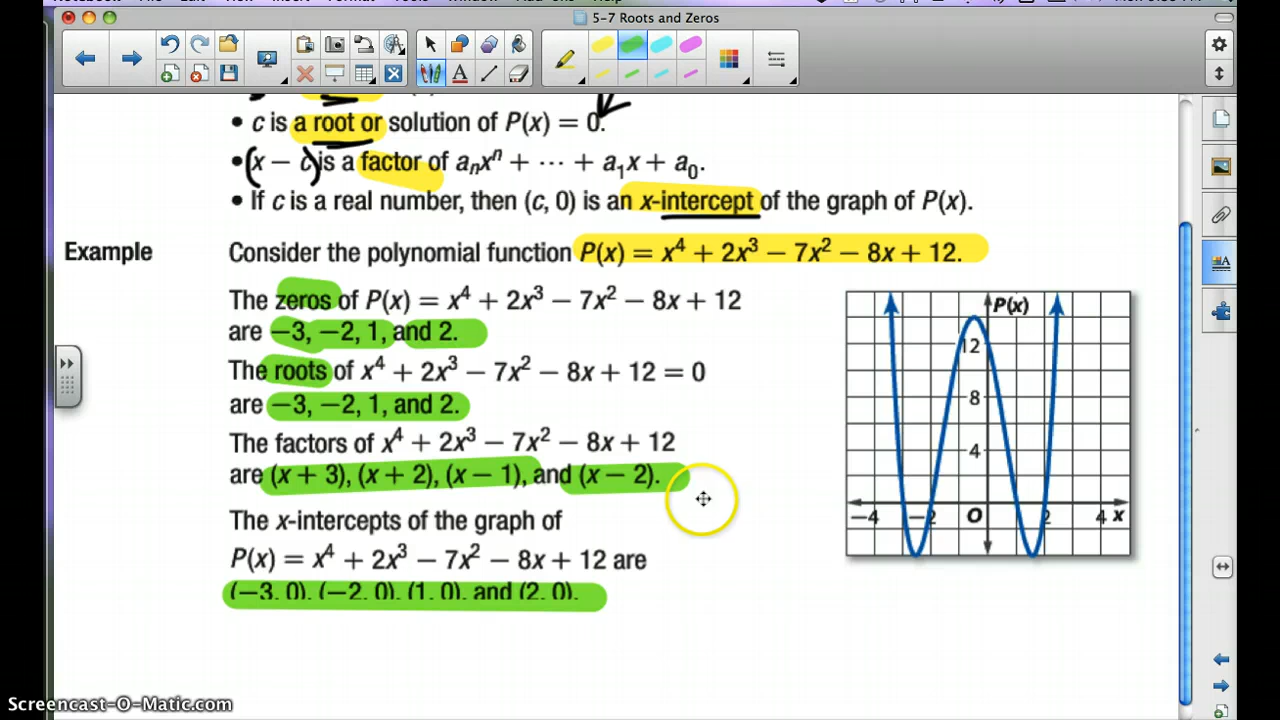 5-7 Roots and Zeros
• c is a root or solution of P(x) = 0.
• (x − c) is a factor of aₙxⁿ + ⋯ + a₁x + a₀.
• If c is a real number, then (c, 0) is an x-intercept of the graph of P(x).
Example
Consider the polynomial function P(x) = x⁴ + 2x³ − 7x² − 8x + 12.
The zeros of P(x) = x⁴ + 2x³ − 7x² − 8x + 12
are −3, −2, 1, and 2.
The roots of x⁴ + 2x³ − 7x² − 8x + 12 = 0
are −3, −2, 1, and 2.
The factors of x⁴ + 2x³ − 7x² − 8x + 12
are (x + 3), (x + 2), (x − 1), and (x − 2).
The x-intercepts of the graph of
P(x) = x⁴ + 2x³ − 7x² − 8x + 12 are
(−3, 0), (−2, 0), (1, 0), and (2, 0).
P(x)
12
8
4
−4 −2 O 2 4 x
Screencast-O-Matic.com